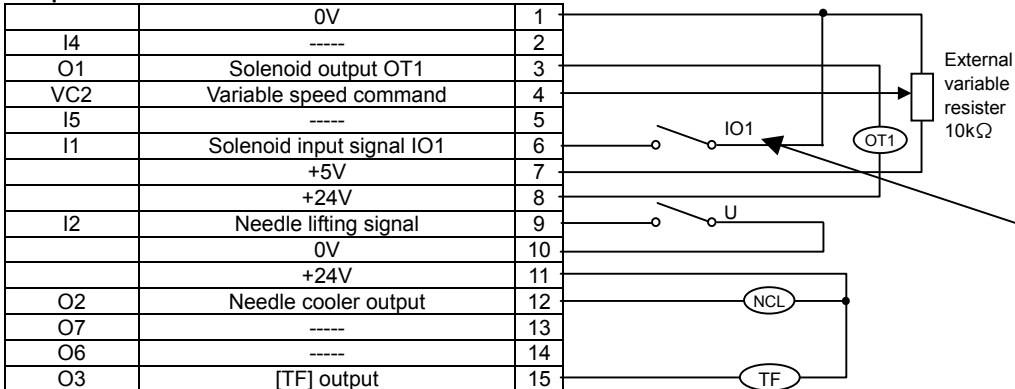 0V 1
I4 ----- 2
O1 Solenoid output OT1 3
VC2 Variable speed command 4
I5 ----- 5
I1 Solenoid input signal IO1 6
+5V 7
+24V 8
I2 Needle lifting signal 9
0V 10
+24V 11
O2 Needle cooler output 12
O7 ----- 13
O6 ----- 14
O3 [TF] output 15
External
variable
resister
10kΩ
IO1
OT1
U
NCL
TF